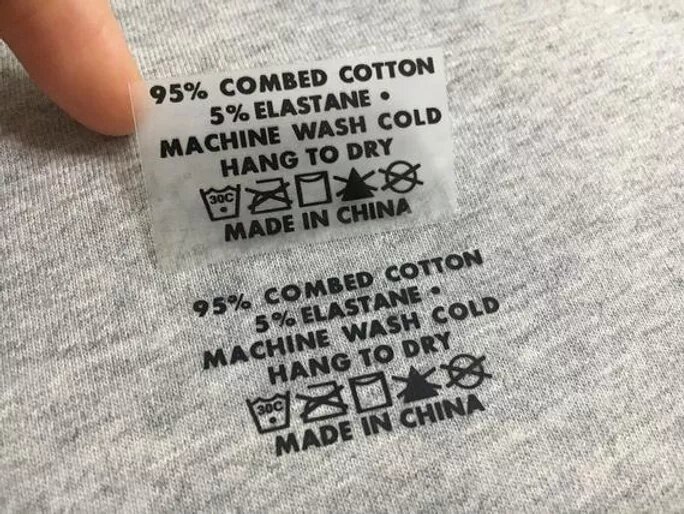 95% COMBED COTTON
5% ELASTANE •
MACHINE WASH COLD
HANG TO DRY
30C
MADE IN CHINA
95% COMBED COTTON
5% ELASTANE •
MACHINE WASH COLD
HANG TO DRY
30C
MADE IN CHINA